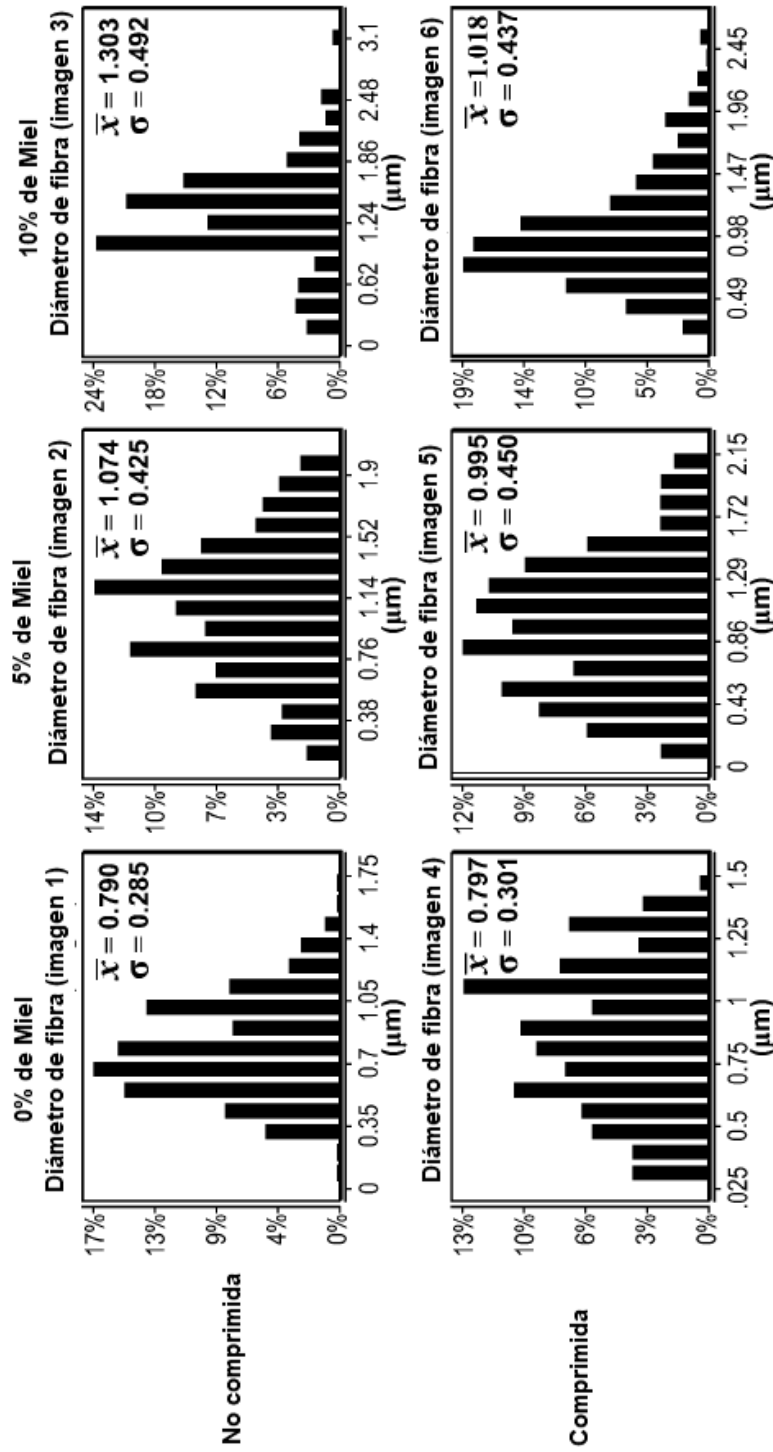 0% de Miel
5% de Miel
10% de Miel
No comprimida
Diámetro de fibra (imagen 1)
17%
13%
9%
4%
0%
x̅ = 0.790
σ = 0.285
0 0.35 0.7 1.05 1.4 1.75
(μm)
Diámetro de fibra (imagen 2)
14%
10%
7%
3%
0%
x̅ = 1.074
σ = 0.425
0.38 0.76 1.14 1.52 1.9
(μm)
Diámetro de fibra (imagen 3)
24%
18%
12%
6%
0%
x̅ = 1.303
σ = 0.492
0 0.62 1.24 1.86 2.48 3.1
(μm)
Comprimida
Diámetro de fibra (imagen 4)
13%
10%
6%
3%
0%
x̅ = 0.797
σ = 0.301
.025 0.5 0.75 1 1.25 1.5
(μm)
Diámetro de fibra (imagen 5)
12%
9%
6%
3%
0%
x̅ = 0.995
σ = 0.450
0 0.43 0.86 1.29 1.72 2.15
(μm)
Diámetro de fibra (imagen 6)
19%
14%
10%
5%
0%
x̅ =1.018
σ = 0.437
0.49 0.98 1.47 1.96 2.45
(μm)